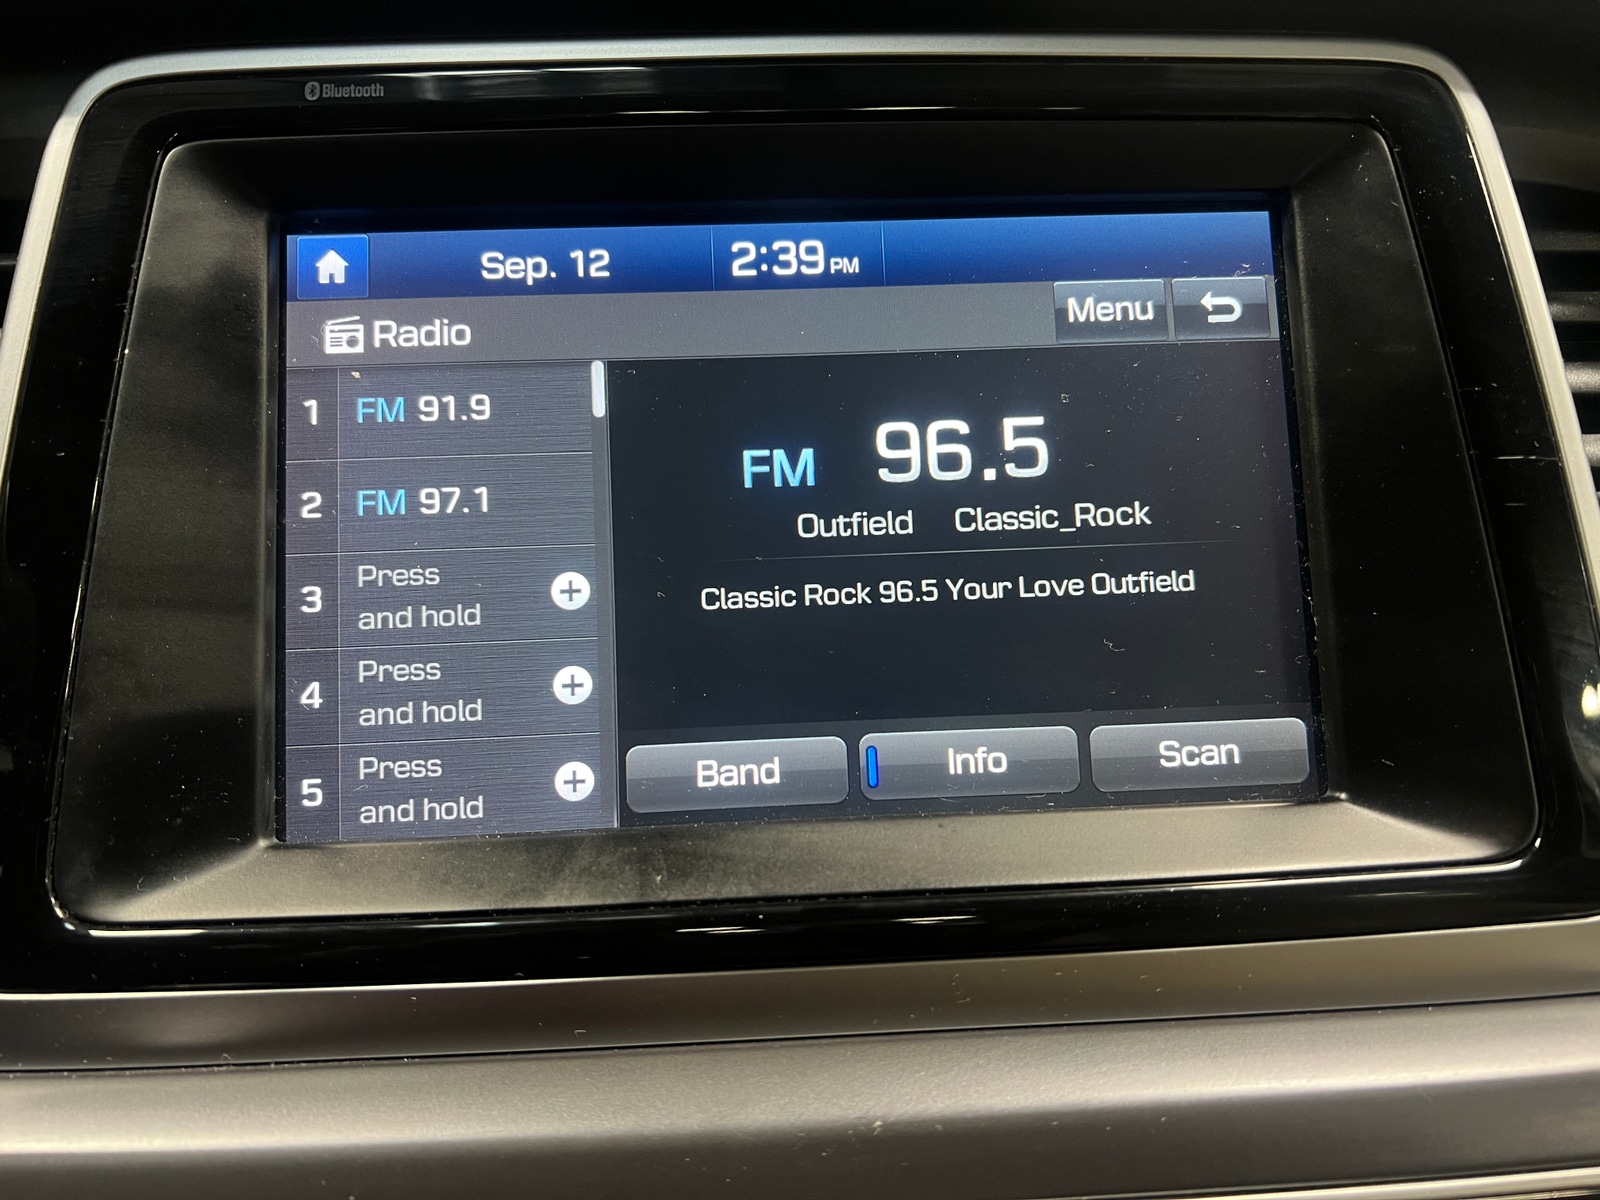 Bluetooth
Sep. 12
2:39 PM
Menu
Radio
1 FM 91.9
2 FM 97.1
3 Press
and hold
4 Press
and hold
5 Press
and hold
FM 96.5
Outfield Classic_Rock
Classic Rock 96.5 Your Love Outfield
Band
Info
Scan